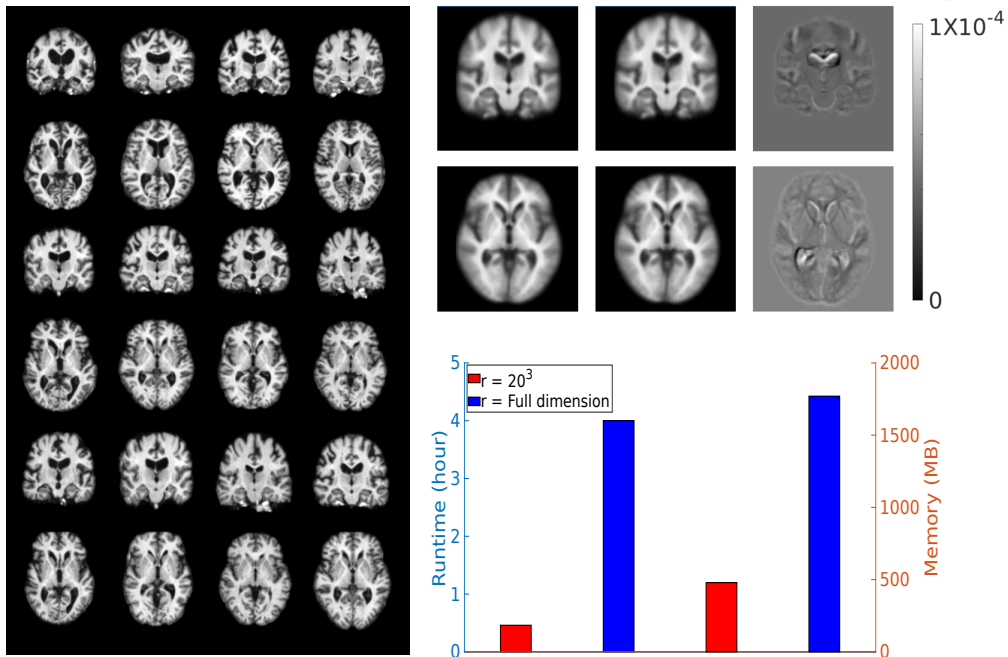 1X10-4
0
5
4
3
2
1
0
Runtime (hour)
r = 203
r = Full dimension
2000
1500
1000
500
0
Memory (MB)